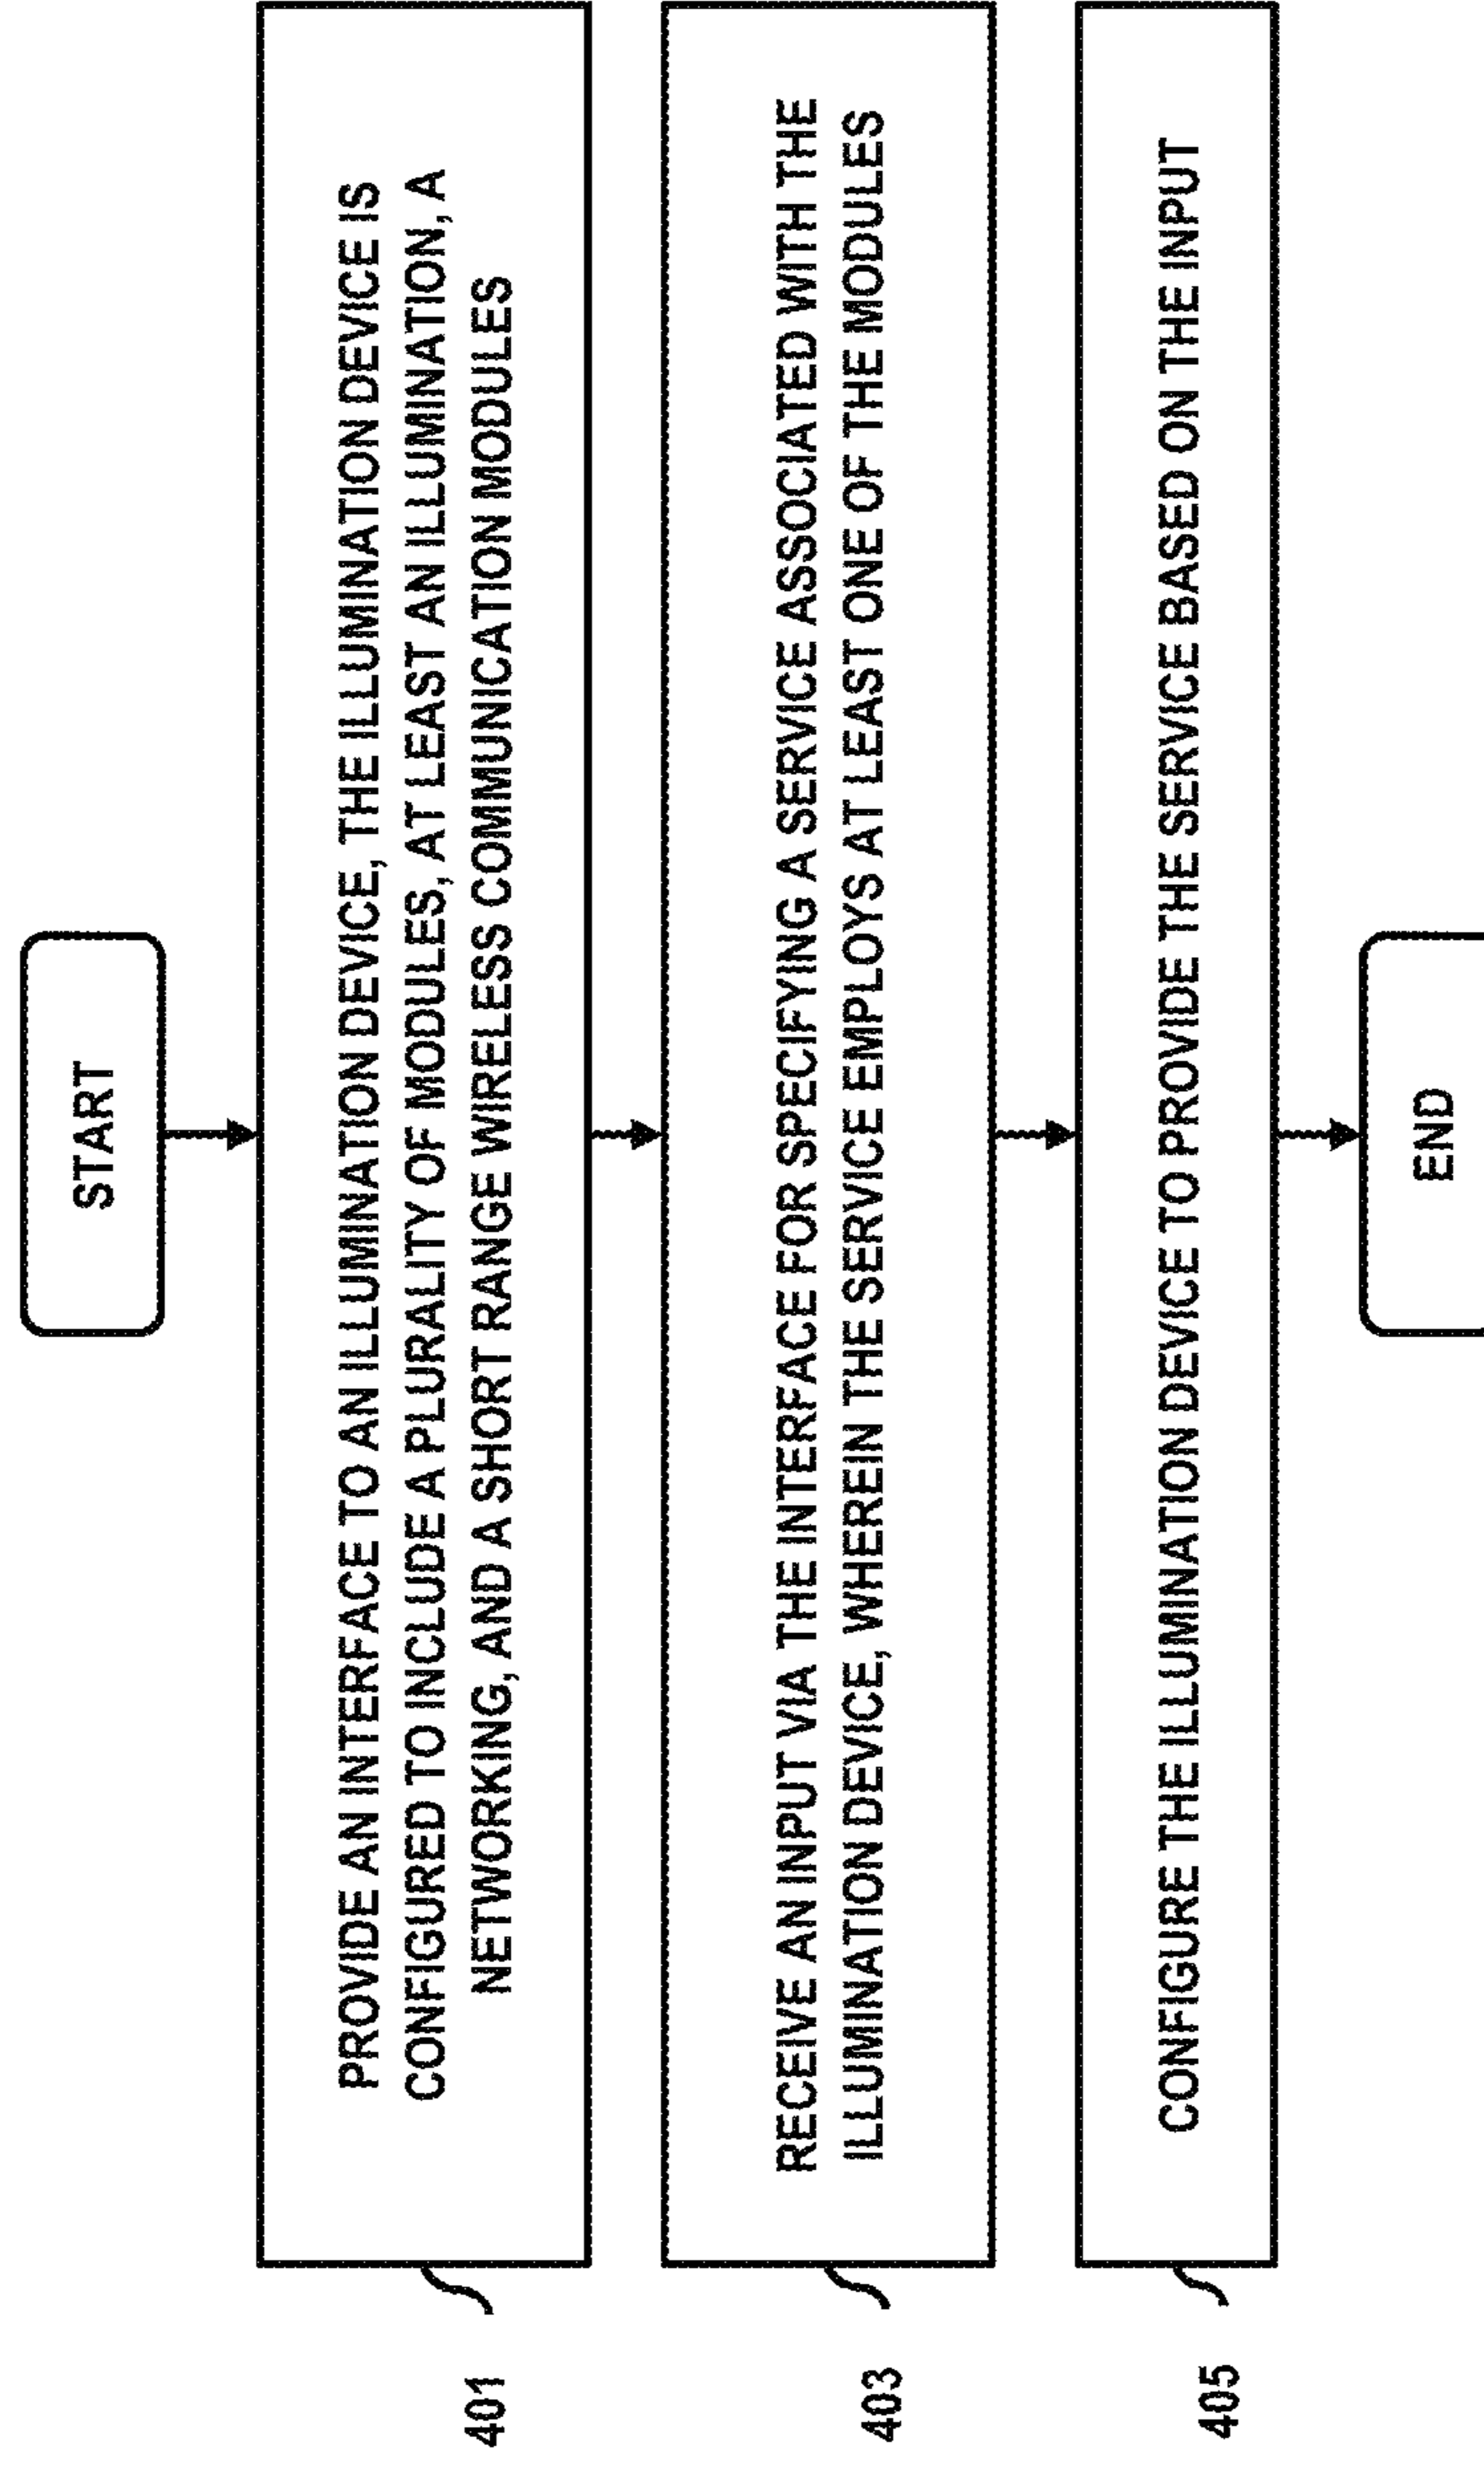 START
401
PROVIDE AN INTERFACE TO AN ILLUMINATION DEVICE, THE ILLUMINATION DEVICE IS
CONFIGURED TO INCLUDE A PLURALITY OF MODULES, AT LEAST AN ILLUMINATION, A
NETWORKING, AND A SHORT RANGE WIRELESS COMMUNICATION MODULES
403
RECEIVE AN INPUT VIA THE INTERFACE FOR SPECIFYING A SERVICE ASSOCIATED WITH THE
ILLUMINATION DEVICE, WHEREIN THE SERVICE EMPLOYS AT LEAST ONE OF THE MODULES
405
CONFIGURE THE ILLUMINATION DEVICE TO PROVIDE THE SERVICE BASED ON THE INPUT
END